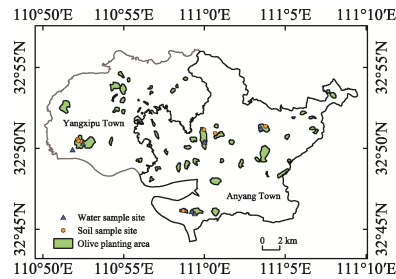 110°50'E 110°55'E 111°0'E 111°5'E 111°10'E
32°55'N 32°55'N
Yangxipu Town
32°50'N 32°50'N
Anyang Town
Water sample site
Soil sample site
Olive planting area
0 2 km
32°45'N 32°45'N
110°50'E 110°55'E 111°0'E 111°5'E 111°10'E